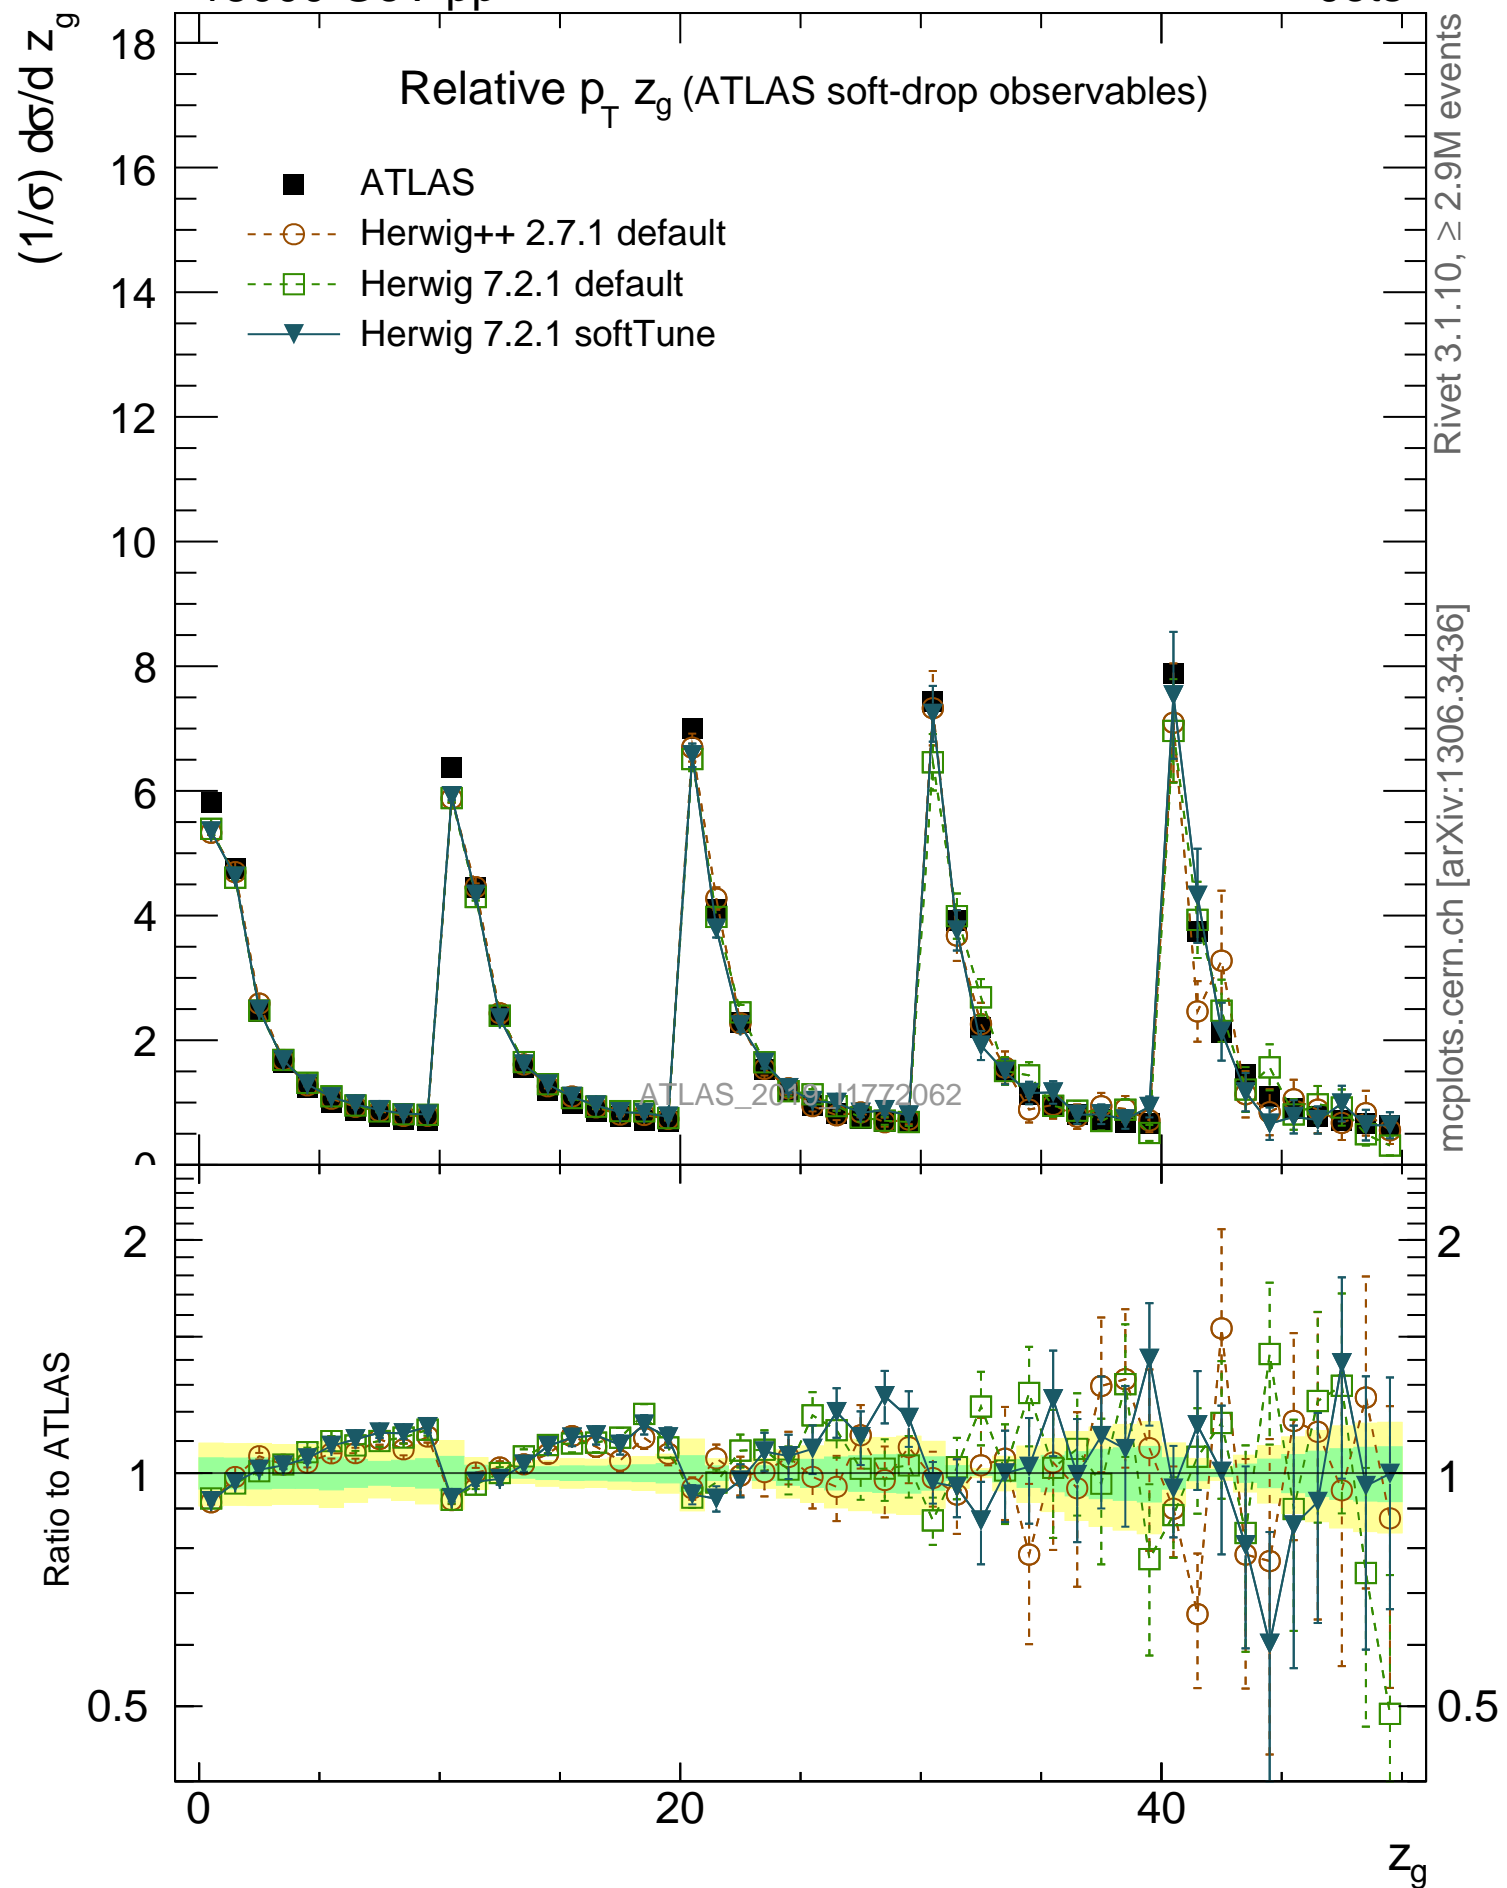 (1/σ) dσ/d z_g
Relative p_T z_g (ATLAS soft-drop observables)
ATLAS
Herwig++ 2.7.1 default
Herwig 7.2.1 default
Herwig 7.2.1 softTune
18
16
14
12
10
8
6
4
2
0
ATLAS_2019_I1772062
Rivet 3.1.10, ≥ 2.9M events
mcplots.cern.ch [arXiv:1306.3436]
Ratio to ATLAS
2
1
0.5
2
1
0.5
0
20
40
z_g